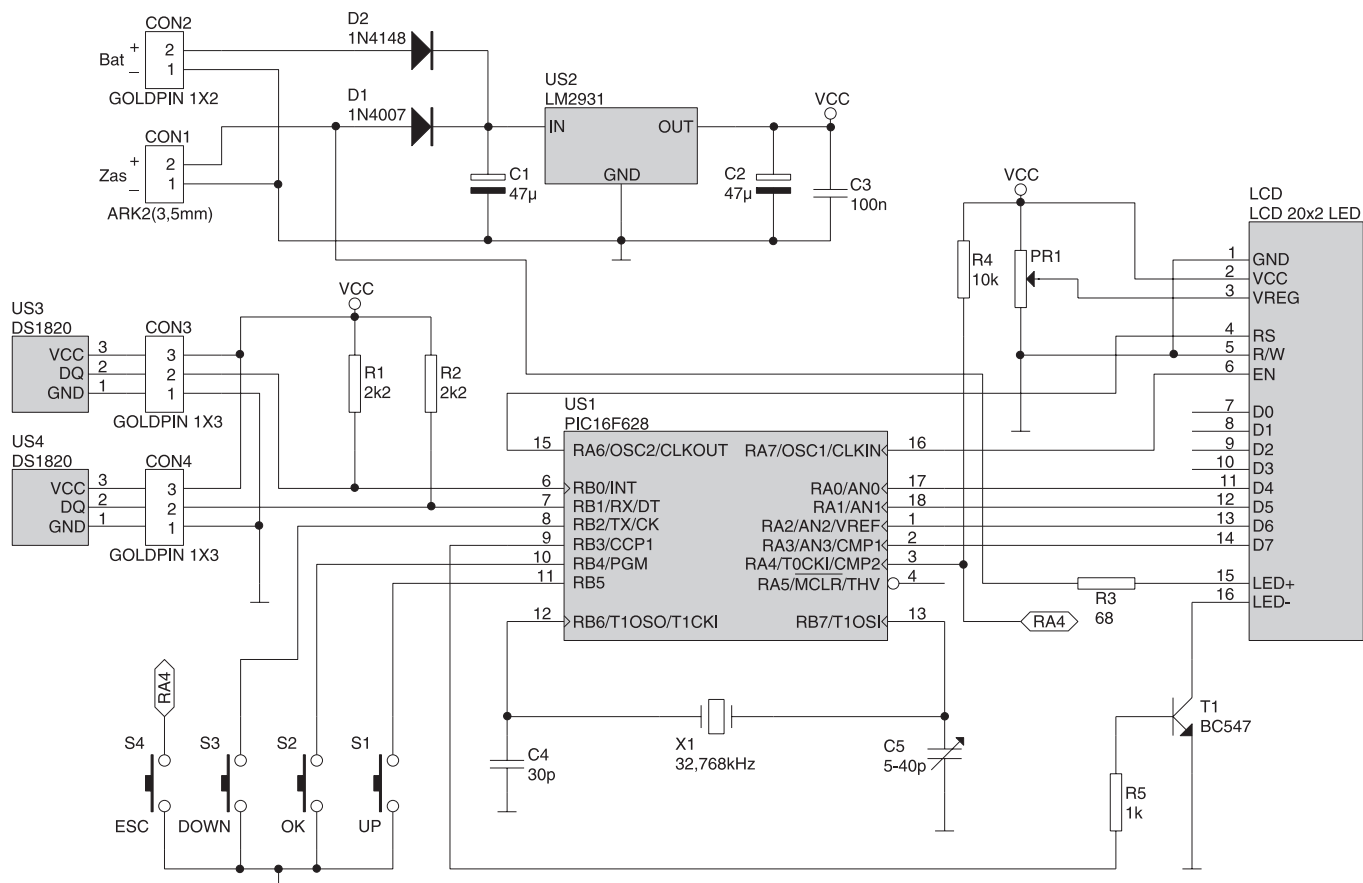 CON2
Bat
+
–
2
1
GOLDPIN 1X2
D2
1N4148
D1
1N4007
CON1
Zas
+
–
2
1
ARK2(3,5mm)
US2
LM2931
IN
OUT
GND
C1
47µ
C2
47µ
VCC
C3
100n
US3
DS1820
VCC
DQ
GND
3
2
1
CON3
3
2
1
GOLDPIN 1X3
US4
DS1820
VCC
DQ
GND
3
2
1
CON4
3
2
1
GOLDPIN 1X3
VCC
R1
2k2
R2
2k2
VCC
R4
10k
PR1
LCD
LCD 20x2 LED
1 GND
2 VCC
3 VREG
4 RS
5 R/W
6 EN
7 D0
8 D1
9 D2
10 D3
11 D4
12 D5
13 D6
14 D7
15 LED+
16 LED-
US1
PIC16F628
15 RA6/OSC2/CLKOUT
RA7/OSC1/CLKIN 16
6 RB0/INT
RA0/AN0 17
7 RB1/RX/DT
RA1/AN1 18
8 RB2/TX/CK
RA2/AN2/VREF 1
9 RB3/CCP1
RA3/AN3/CMP1 2
10 RB4/PGM
RA4/T0CKI/CMP2 3
11 RB5
RA5/MCLR/THV 4
12 RB6/T1OSO/T1CKI
RB7/T1OSI 13
R3
68
RA4
RA4
S4
ESC
S3
DOWN
S2
OK
S1
UP
C4
30p
X1
32,768kHz
C5
5-40p
T1
BC547
R5
1k